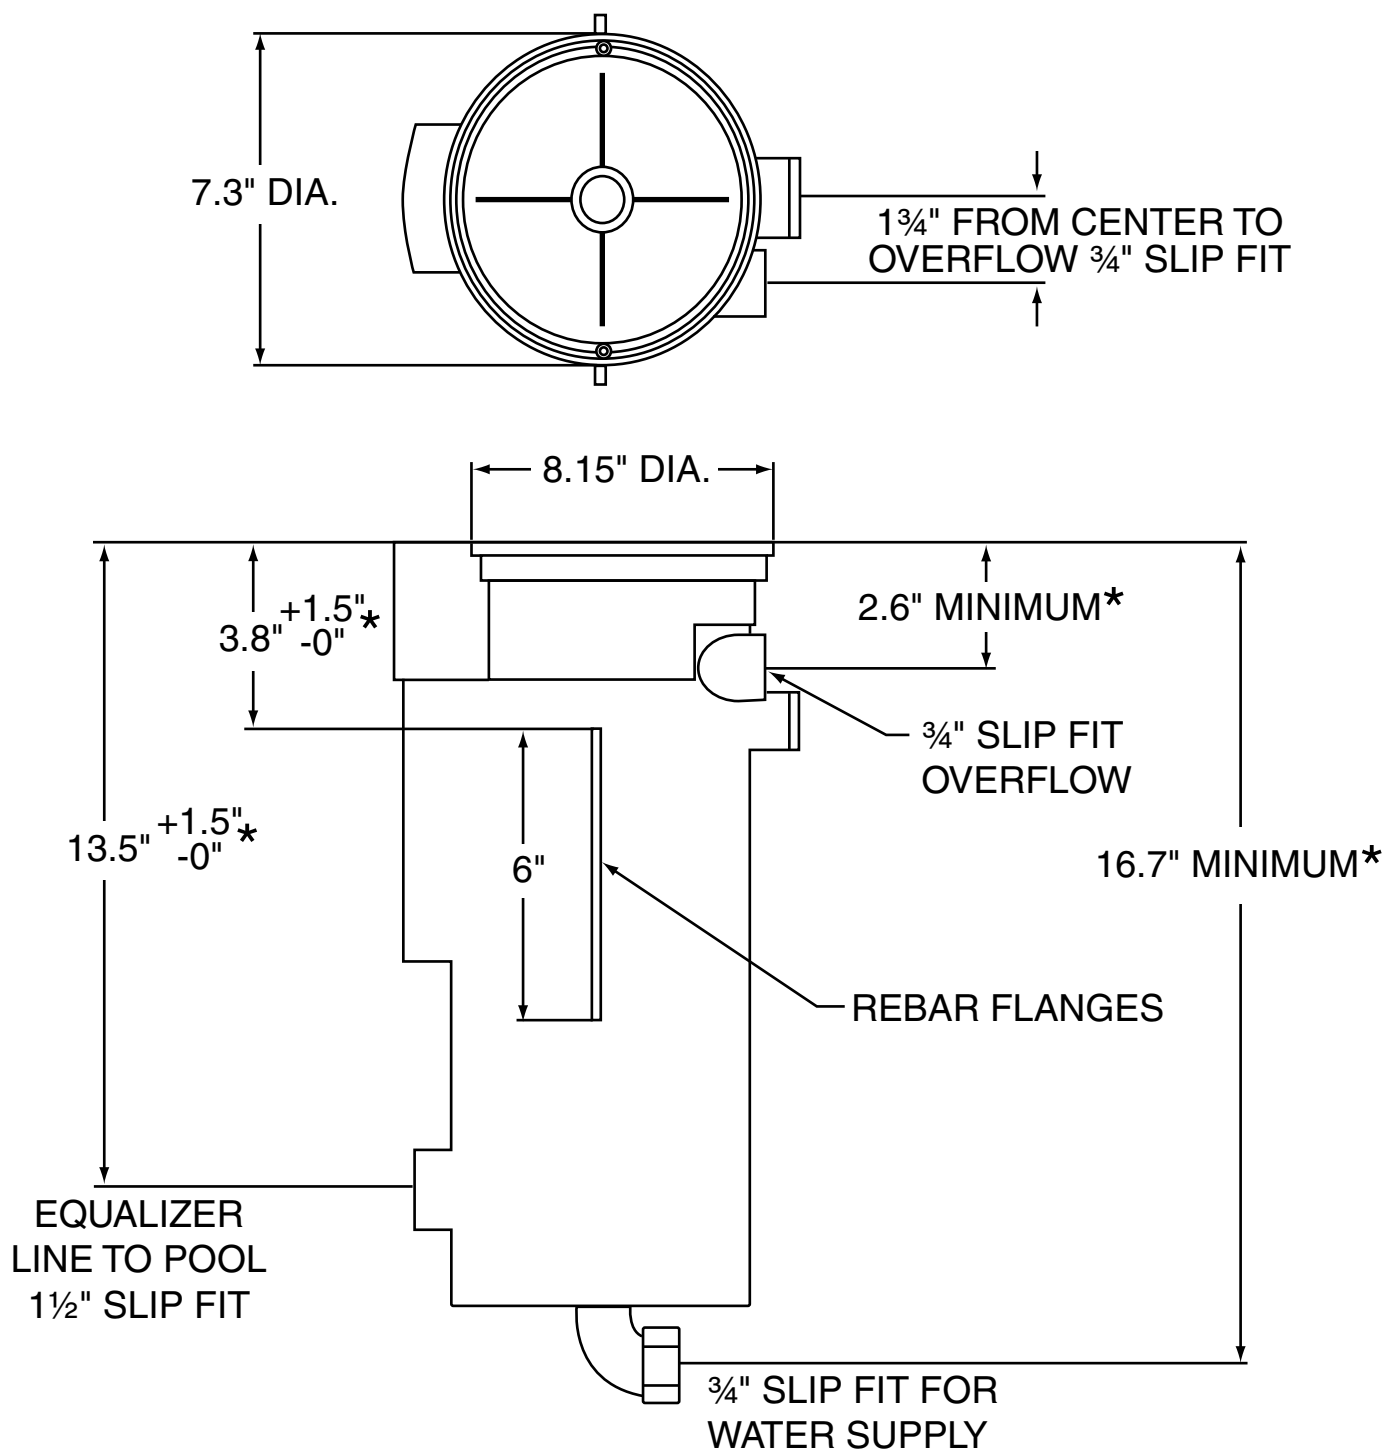 7.3" DIA.
1¾" FROM CENTER TO
OVERFLOW ¾" SLIP FIT
8.15" DIA.
3.8" +1.5" -0" *
2.6" MINIMUM*
¾" SLIP FIT
OVERFLOW
13.5" +1.5" -0" *
6"
16.7" MINIMUM*
REBAR FLANGES
EQUALIZER
LINE TO POOL
1½" SLIP FIT
¾" SLIP FIT FOR
WATER SUPPLY